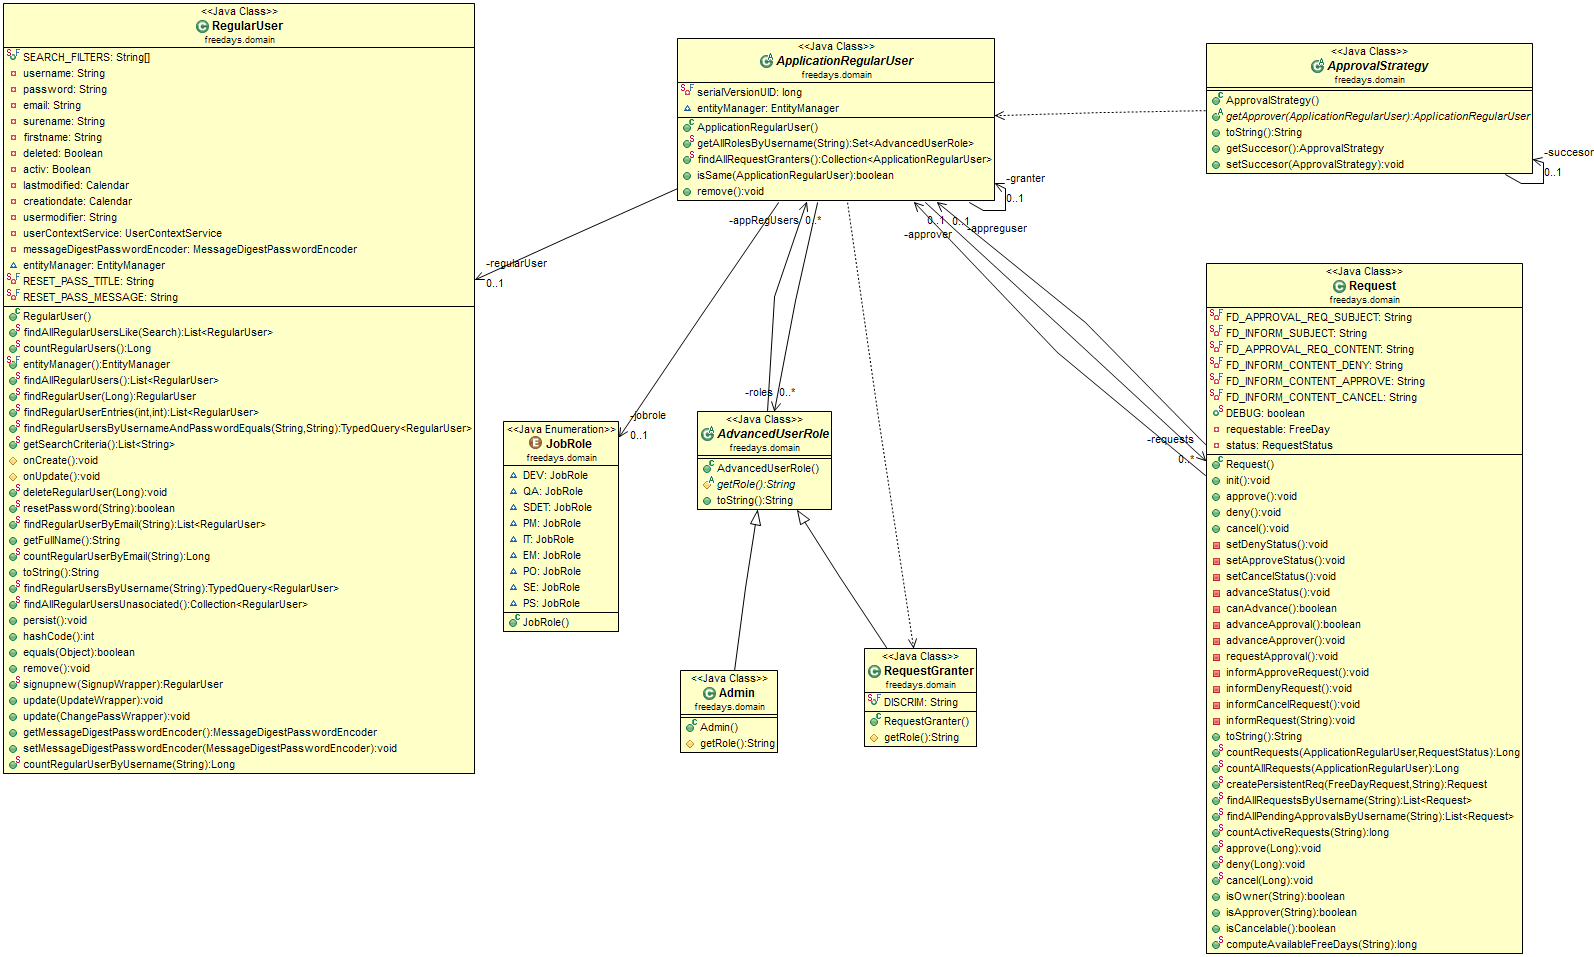 <<Java Class>>
RegularUser
freedays.domain
SEARCH_FILTERS: String[]
username: String
password: String
email: String
surename: String
firstname: String
deleted: Boolean
activ: Boolean
lastmodified: Calendar
creationdate: Calendar
usermodifier: String
userContextService: UserContextService
messageDigestPasswordEncoder: MessageDigestPasswordEncoder
entityManager: EntityManager
RESET_PASS_TITLE: String
RESET_PASS_MESSAGE: String
RegularUser()
findAllRegularUsersLike(Search):List<RegularUser>
countRegularUsers():Long
entityManager():EntityManager
findAllRegularUsers():List<RegularUser>
findRegularUser(Long):RegularUser
findRegularUserEntries(int,int):List<RegularUser>
findRegularUsersByUsernameAndPasswordEquals(String,String):TypedQuery<RegularUser>
getSearchCriteria():List<String>
onCreate():void
onUpdate():void
deleteRegularUser(Long):void
resetPassword(String):boolean
findRegularUserByEmail(String):List<RegularUser>
getFullName():String
countRegularUserByEmail(String):Long
toString():String
findRegularUsersByUsername(String):TypedQuery<RegularUser>
findAllRegularUsersUnasociated():Collection<RegularUser>
persist():void
hashCode():int
equals(Object):boolean
remove():void
signupnew(SignupWrapper):RegularUser
update(UpdateWrapper):void
update(ChangePassWrapper):void
getMessageDigestPasswordEncoder():MessageDigestPasswordEncoder
setMessageDigestPasswordEncoder(MessageDigestPasswordEncoder):void
countRegularUserByUsername(String):Long
<<Java Class>>
ApplicationRegularUser
freedays.domain
serialVersionUID: long
entityManager: EntityManager
ApplicationRegularUser()
getAllRolesByUsername(String):Set<AdvancedUserRole>
findAllRequestGranters():Collection<ApplicationRegularUser>
isSame(ApplicationRegularUser):boolean
remove():void
<<Java Class>>
ApprovalStrategy
freedays.domain
ApprovalStrategy()
getApprover(ApplicationRegularUser):ApplicationRegularUser
toString():String
getSuccesor():ApprovalStrategy
setSuccesor(ApprovalStrategy):void
-succesor
0..1
-granter
0..1
-regularUser
0..1
-appRegUsers 0..*
0..1 0..1
-approver
-appreguser
-roles 0..*
-jobrole
0..1
-requests
0..*
<<Java Enumeration>>
JobRole
freedays.domain
DEV: JobRole
QA: JobRole
SDET: JobRole
PM: JobRole
IT: JobRole
EM: JobRole
PO: JobRole
SE: JobRole
PS: JobRole
JobRole()
<<Java Class>>
AdvancedUserRole
freedays.domain
AdvancedUserRole()
getRole():String
toString():String
<<Java Class>>
Admin
freedays.domain
Admin()
getRole():String
<<Java Class>>
RequestGranter
freedays.domain
DISCRIM: String
RequestGranter()
getRole():String
<<Java Class>>
Request
freedays.domain
FD_APPROVAL_REQ_SUBJECT: String
FD_INFORM_SUBJECT: String
FD_APPROVAL_REQ_CONTENT: String
FD_INFORM_CONTENT_DENY: String
FD_INFORM_CONTENT_APPROVE: String
FD_INFORM_CONTENT_CANCEL: String
DEBUG: boolean
requestable: FreeDay
status: RequestStatus
Request()
init():void
approve():void
deny():void
cancel():void
setDenyStatus():void
setApproveStatus():void
setCancelStatus():void
advanceStatus():void
canAdvance():boolean
advanceApproval():boolean
advanceApprover():void
requestApproval():void
informApproveRequest():void
informDenyRequest():void
informCancelRequest():void
informRequest(String):void
toString():String
countRequests(ApplicationRegularUser,RequestStatus):Long
countAllRequests(ApplicationRegularUser):Long
createPersistentReq(FreeDayRequest,String):Request
findAllRequestsByUsername(String):List<Request>
findAllPendingApprovalsByUsername(String):List<Request>
countActiveRequests(String):long
approve(Long):void
deny(Long):void
cancel(Long):void
isOwner(String):boolean
isApprover(String):boolean
isCancelable():boolean
computeAvailableFreeDays(String):long